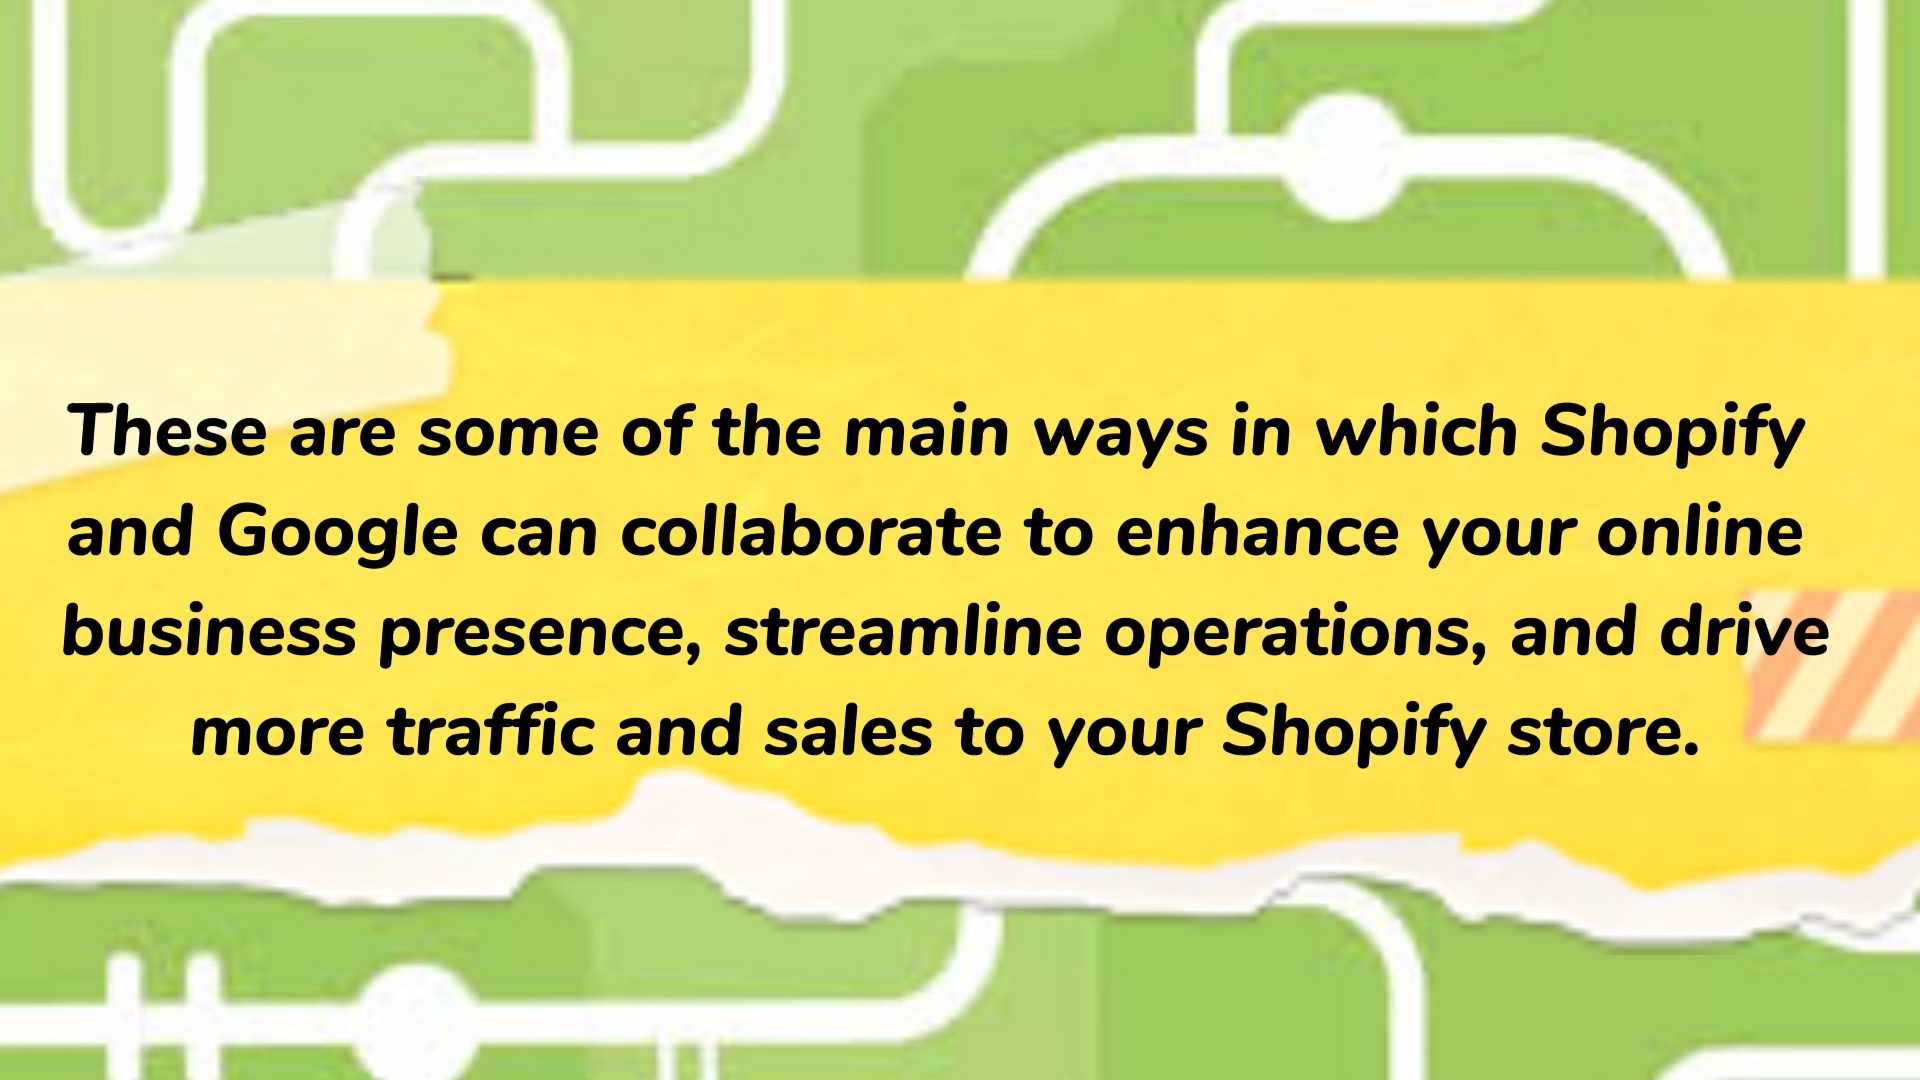 These are some of the main ways in which Shopify
and Google can collaborate to enhance your online
business presence, streamline operations, and drive
more traffic and sales to your Shopify store.